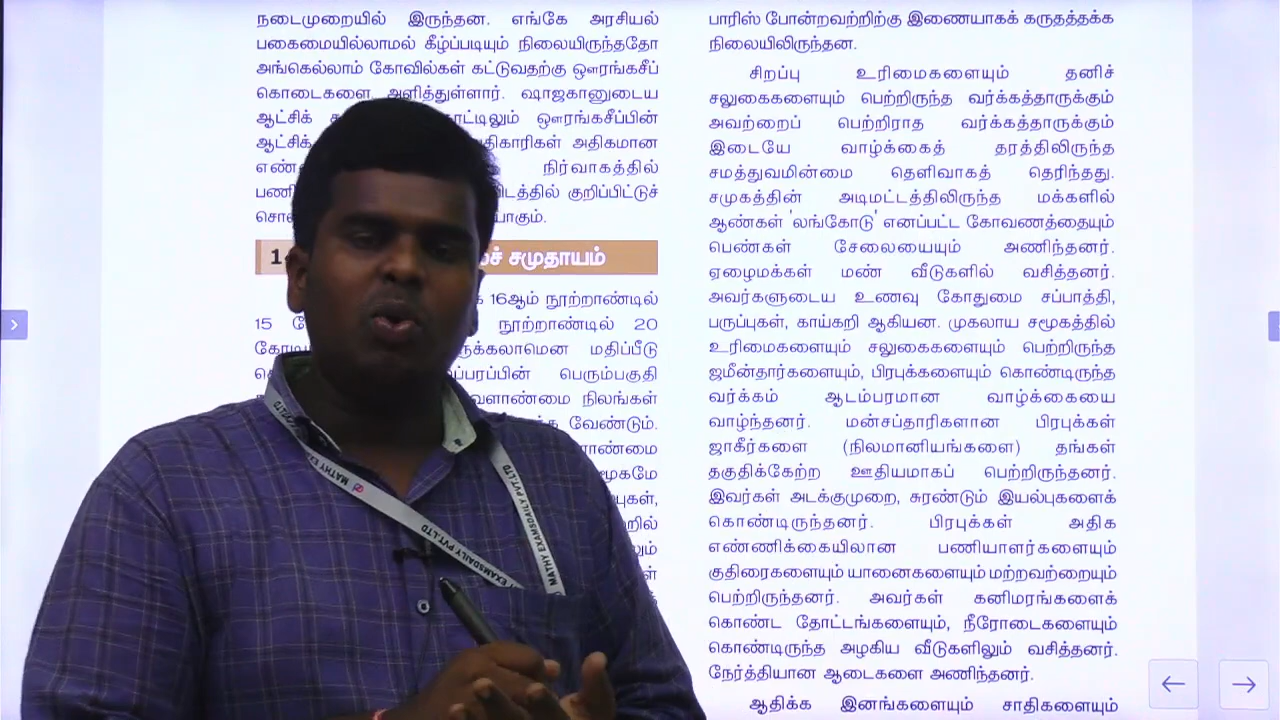 நடைமுறையில் இருந்தன. எங்கே அரசியல்
பகைமையில்லாமல் கீழ்ப்படியும் நிலையிருந்ததோ
அங்கெல்லாம் கோவில்கள் கட்டுவதற்கு ஔரங்கசீப்
கொடைகளை அளித்துள்ளார். ஷாஜகானுடைய
ஆட்சிக் ஔரங்கசீப்பின்
ஆட்சிக் அதிகமான
நிர்வாகத்தில்
குறிப்பிட்டுச்
சமுதாயம்
16ஆம் நூற்றாண்டில்
15 நூற்றாண்டில் 20
மதிப்பீடு
பெரும்பகுதி
நிலங்கள்
வேண்டும்.
பாரிஸ் போன்றவற்றிற்கு இணையாகக் கருதத்தக்க
நிலையிலிருந்தன.
சிறப்பு உரிமைகளையும் தனிச்
சலுகைகளையும் பெற்றிருந்த வர்க்கத்தாருக்கும்
அவற்றைப் பெற்றிராத வர்க்கத்தாருக்கும்
இடையே வாழ்க்கைத் தரத்திலிருந்த
சமத்துவமின்மை தெளிவாகத் தெரிந்தது.
சமுகத்தின் அடிமட்டத்திலிருந்த மக்களில்
ஆண்கள் 'லங்கோடு' எனப்பட்ட கோவணத்தையும்
பெண்கள் சேலையையும் அணிந்தனர்.
ஏழைமக்கள் மண் வீடுகளில் வசித்தனர்.
அவர்களுடைய உணவு கோதுமை சப்பாத்தி,
பருப்புகள், காய்கறி ஆகியன. முகலாய சமூகத்தில்
உரிமைகளையும் சலுகைகளையும் பெற்றிருந்த
ஜமீன்தார்களையும், பிரபுக்களையும் கொண்டிருந்த
வர்க்கம் ஆடம்பரமான வாழ்க்கையை
வாழ்ந்தனர். மன்சப்தாரிகளான பிரபுக்கள்
ஜாகீர்களை (நிலமானியங்களை) தங்கள்
தகுதிக்கேற்ற ஊதியமாகப் பெற்றிருந்தனர்.
இவர்கள் அடக்குமுறை, சுரண்டும் இயல்புகளைக்
கொண்டிருந்தனர். பிரபுக்கள் அதிக
எண்ணிக்கையிலான பணியாளர்களையும்
குதிரைகளையும் யானைகளையும் மற்றவற்றையும்
பெற்றிருந்தனர். அவர்கள் கனிமரங்களைக்
கொண்ட தோட்டங்களையும், நீரோடைகளையும்
கொண்டிருந்த அழகிய வீடுகளிலும் வசித்தனர்.
நேர்த்தியான ஆடைகளை அணிந்தனர்.
ஆதிக்க இனங்களையும் சாதிகளையும்
MATHY EXAMSDAILY PVT.LTD
EXAMSDAILY PVT.LTD